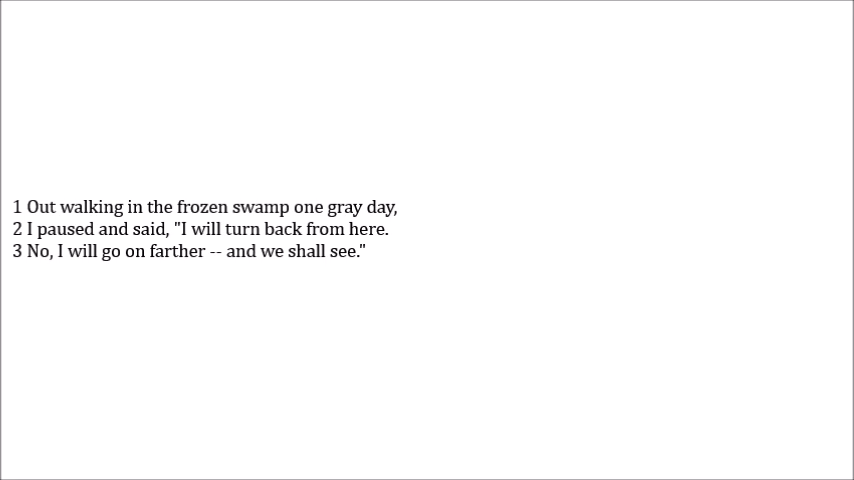 1 Out walking in the frozen swamp one gray day,
2 I paused and said, "I will turn back from here.
3 No, I will go on farther -- and we shall see."